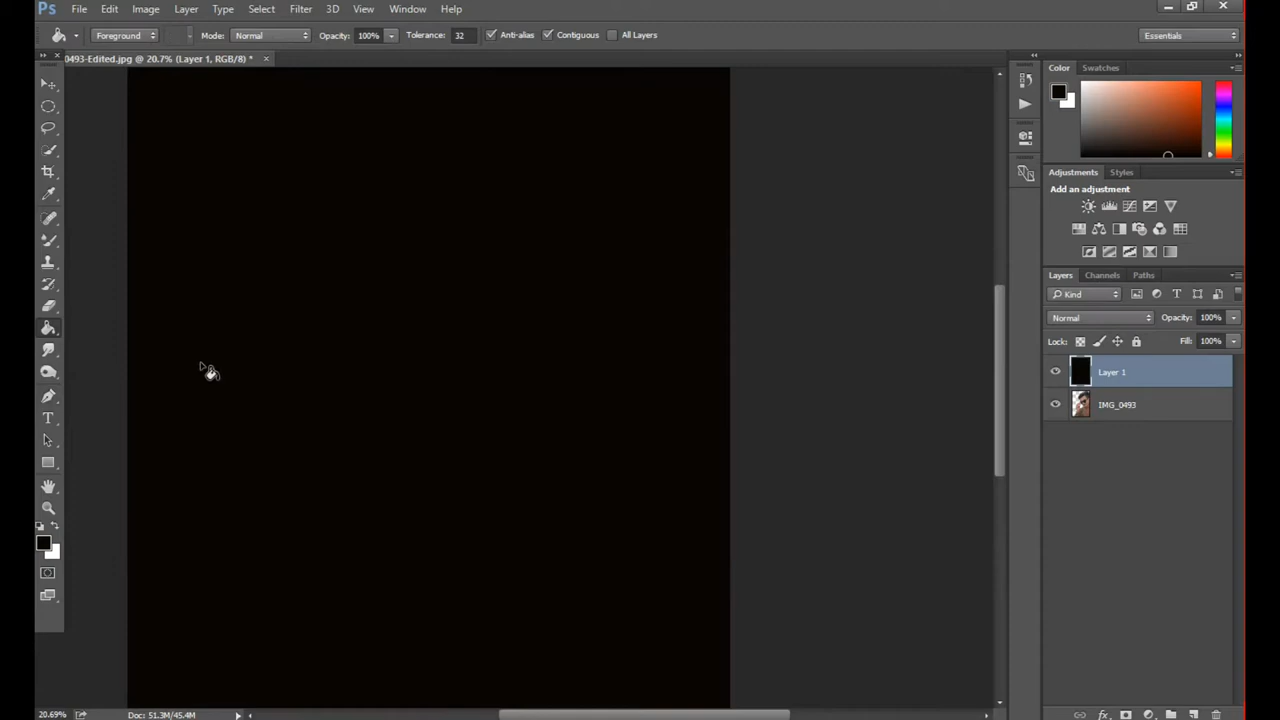 Ps File Edit Image Layer Type Select Filter 3D View Window Help
Foreground Mode: Normal Opacity: 100% Tolerance: 32 Anti-alias Contiguous All Layers Essentials
0493-Edited.jpg @ 20.7% (Layer 1, RGB/8) * ×
Color Swatches
Adjustments Styles
Add an adjustment
Layers Channels Paths
Kind
Normal Opacity: 100%
Lock: Fill: 100%
Layer 1
IMG_0493
20.69% Doc: 51.3M/45.4M